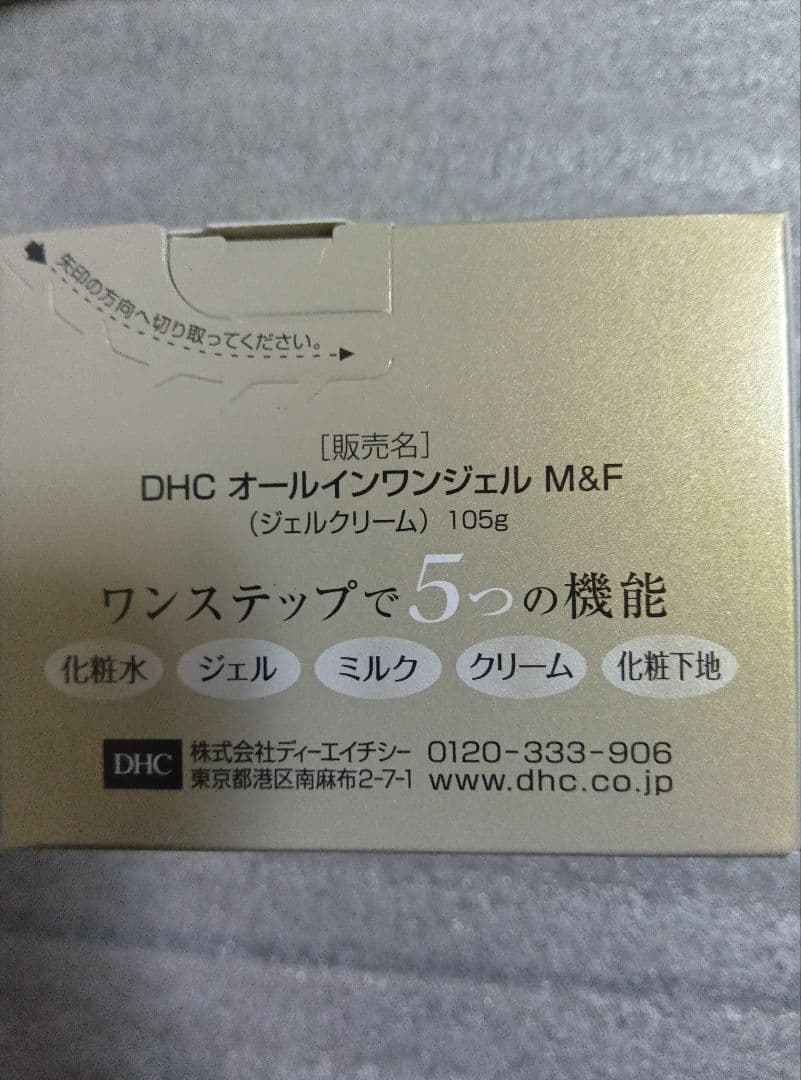 矢印の方向へ切り取ってください。
［販売名］
DHC オールインワンジェル M&F
（ジェルクリーム） 105g
ワンステップで5つの機能
化粧水 ジェル ミルク クリーム 化粧下地
DHC 株式会社ディーエイチシー 0120-333-906
東京都港区南麻布2-7-1 www.dhc.co.jp